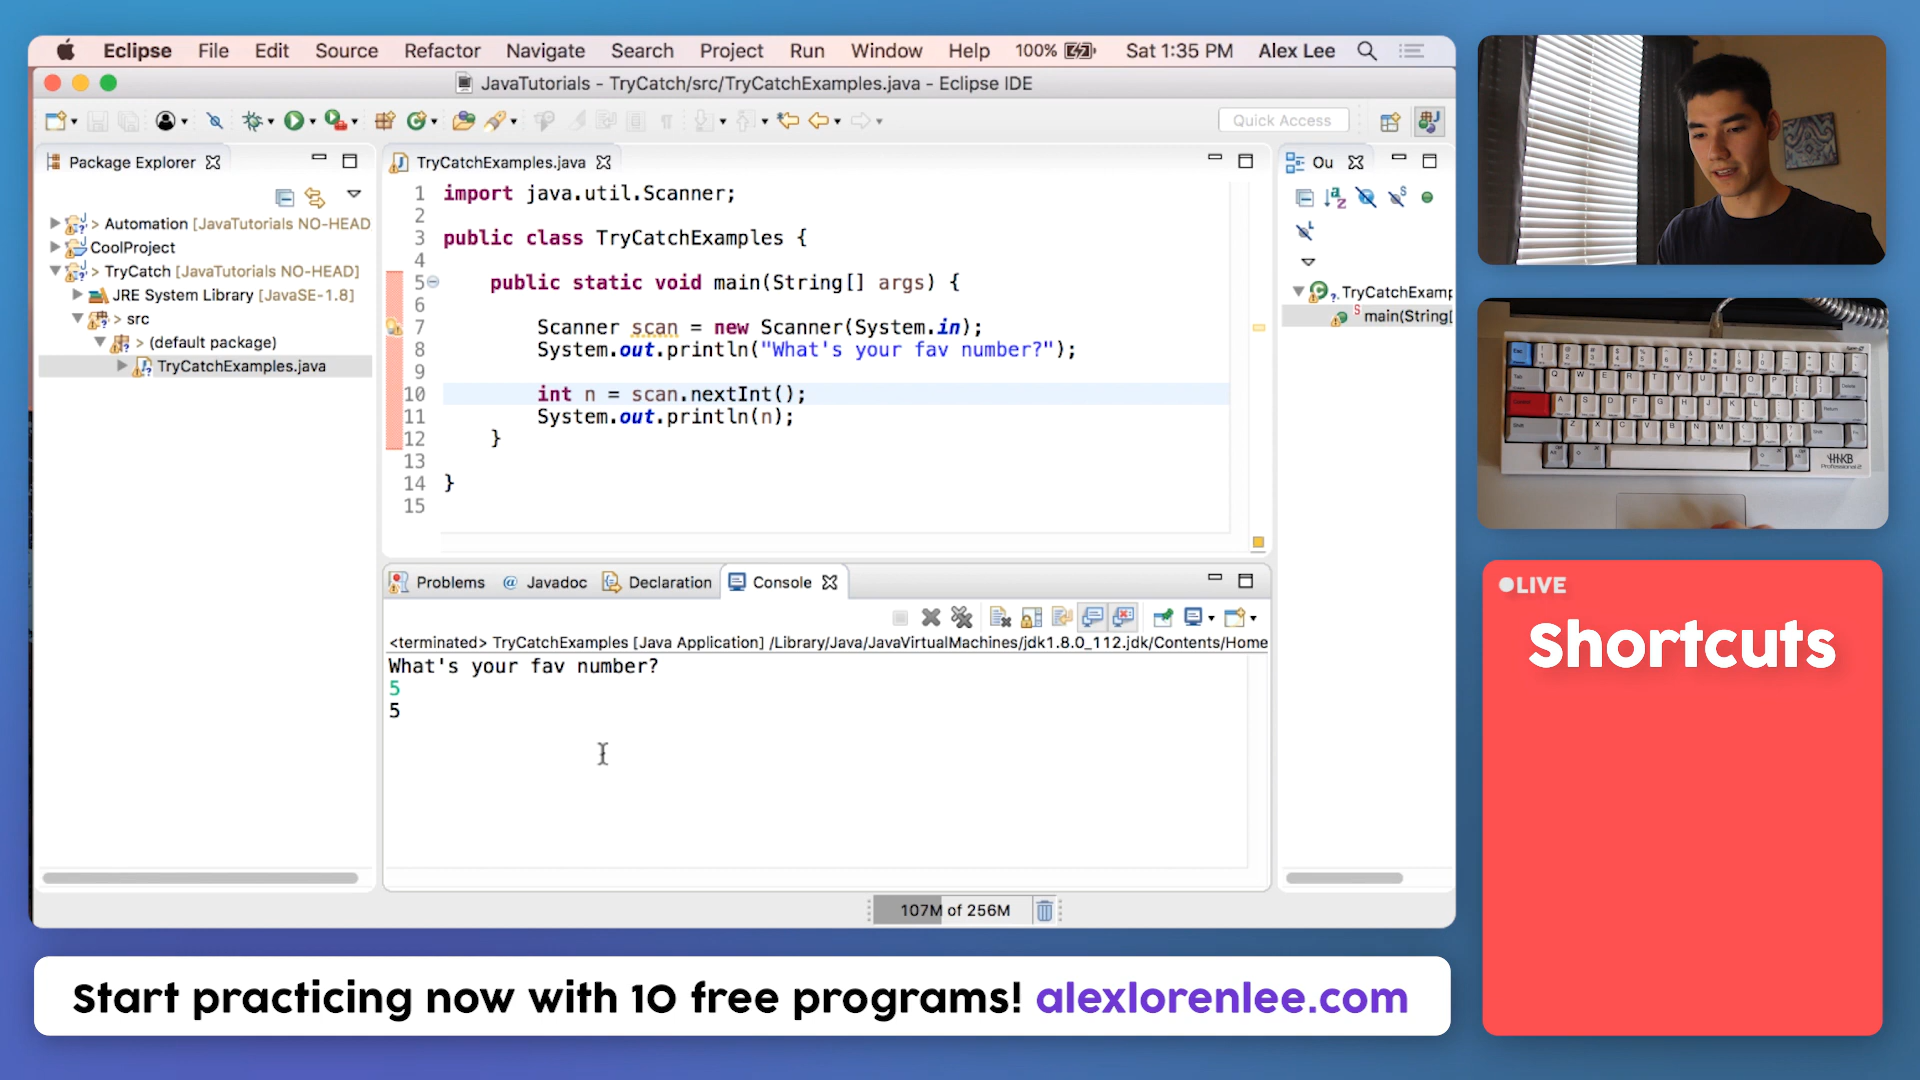 Eclipse File Edit Source Refactor Navigate Search Project Run Window Help 100% Sat 1:35 PM Alex Lee
JavaTutorials - TryCatch/src/TryCatchExamples.java - Eclipse IDE
Quick Access
Package Explorer
> Automation [JavaTutorials NO-HEAD
CoolProject
> TryCatch [JavaTutorials NO-HEAD]
JRE System Library [JavaSE-1.8]
> src
> (default package)
TryCatchExamples.java
TryCatchExamples.java
1 import java.util.Scanner;
2
3 public class TryCatchExamples {
4
5 public static void main(String[] args) {
6
7 Scanner scan = new Scanner(System.in);
8 System.out.println("What's your fav number?");
9
10 int n = scan.nextInt();
11 System.out.println(n);
12 }
13
14 }
15
Ou
TryCatchExamp
main(String[
Problems @ Javadoc Declaration Console
<terminated> TryCatchExamples [Java Application] /Library/Java/JavaVirtualMachines/jdk1.8.0_112.jdk/Contents/Home
What's your fav number?
5
5
107M of 256M
LIVE
Shortcuts
HHKB
Professional 2
Start practicing now with 10 free programs! alexlorenlee.com